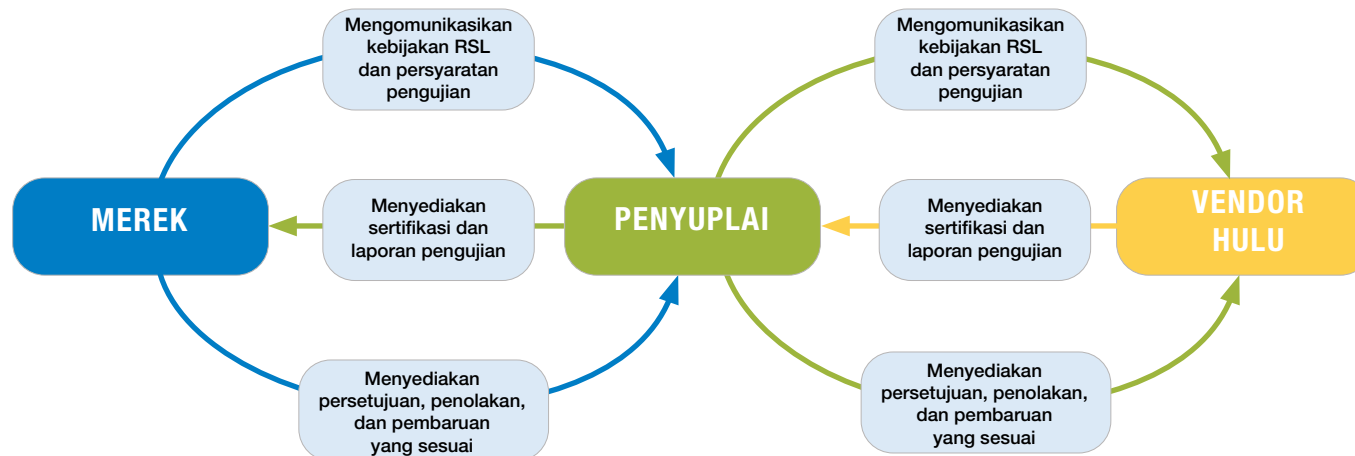 Mengomunikasikan
kebijakan RSL
dan persyaratan
pengujian
Mengomunikasikan
kebijakan RSL
dan persyaratan
pengujian
MEREK
Menyediakan
sertifikasi dan
laporan pengujian
PENYUPLAI
Menyediakan
sertifikasi dan
laporan pengujian
VENDOR
HULU
Menyediakan
persetujuan, penolakan,
dan pembaruan
yang sesuai
Menyediakan
persetujuan, penolakan,
dan pembaruan
yang sesuai